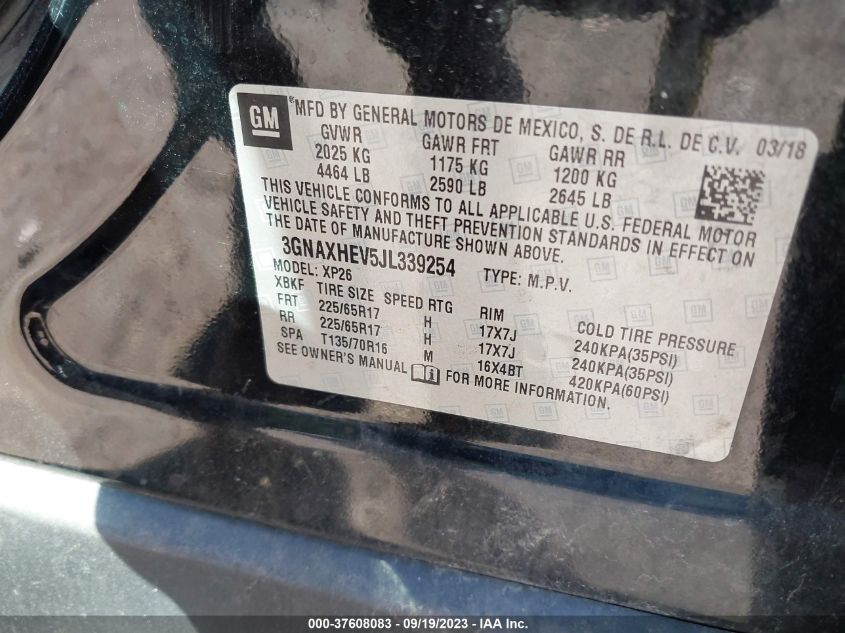 GM ® MFD BY GENERAL MOTORS DE MEXICO, S. DE R.L. DE C.V. 03/18
GVWR GAWR FRT GAWR RR
2025 KG 1175 KG 1200 KG
4464 LB 2590 LB 2645 LB
THIS VEHICLE CONFORMS TO ALL APPLICABLE U.S. FEDERAL MOTOR
VEHICLE SAFETY AND THEFT PREVENTION STANDARDS IN EFFECT ON
THE DATE OF MANUFACTURE SHOWN ABOVE.
3GNAXHEV5JL339254 TYPE: M.P.V.
MODEL: XP26
XBKF TIRE SIZE SPEED RTG RIM COLD TIRE PRESSURE
FRT 225/65R17 H 17X7J 240KPA(35PSI)
RR 225/65R17 H 17X7J 240KPA(35PSI)
SPA T135/70R16 M 16X4BT 420KPA(60PSI)
SEE OWNER'S MANUAL FOR MORE INFORMATION.
000-37608083 - 09/19/2023 - IAA Inc.